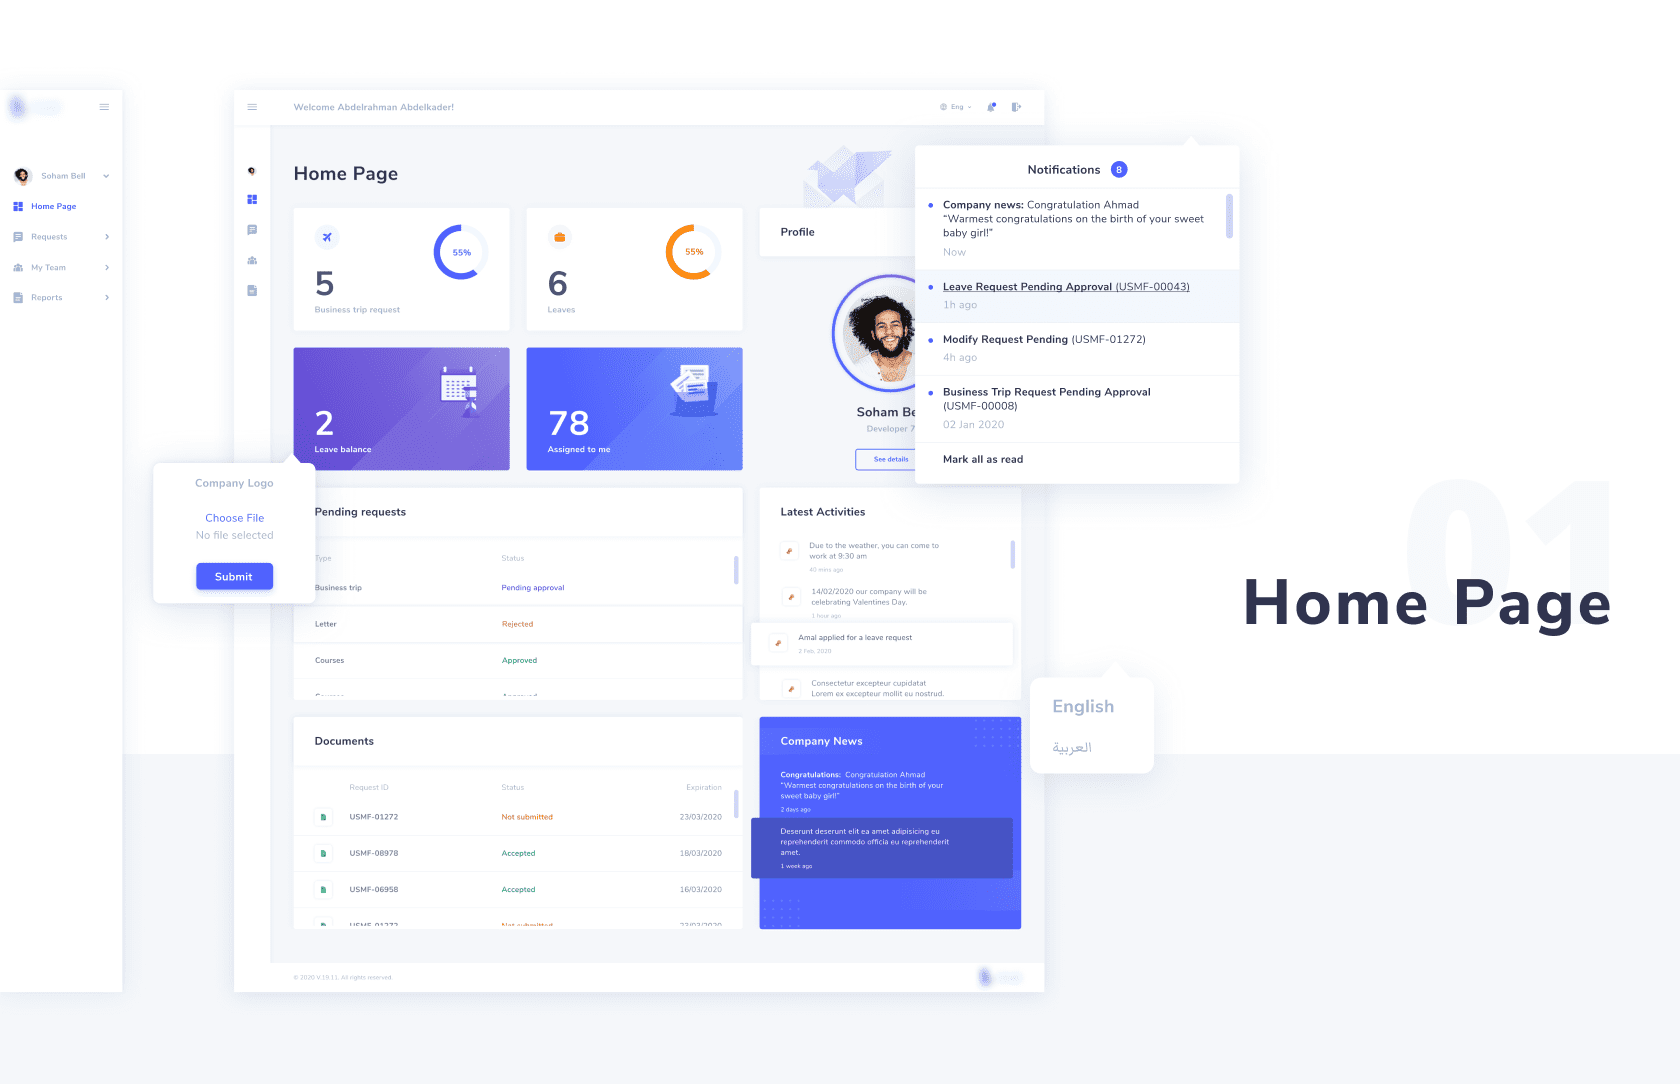 Soham Bell
Home Page
Requests
My Team
Reports
Welcome Abdelrahman Abdelkader!
Eng
Home Page
55%
5
Business trip request
55%
6
Leaves
2
Leave balance
78
Assigned to me
Profile
Soham Be
Developer 7
See details
Notifications
8
Company news: Congratulation Ahmad
“Warmest congratulations on the birth of your sweet
baby girl!”
Now
Leave Request Pending Approval (USMF-00043)
1h ago
Modify Request Pending (USMF-01272)
4h ago
Business Trip Request Pending Approval
(USMF-00008)
02 Jan 2020
Mark all as read
Company Logo
Choose File
No file selected
Submit
Pending requests
Type
Status
Business trip
Pending approval
Letter
Rejected
Courses
Approved
Courses
Approved
Latest Activities
Due to the weather, you can come to
work at 9:30 am
40 mins ago
14/02/2020 our company will be
celebrating Valentines Day.
1 hour ago
Amal applied for a leave request
2 Feb, 2020
Consectetur excepteur cupidatat
Lorem ex excepteur mollit eu nostrud.
Documents
Request ID
Status
Expiration
USMF-01272
Not submitted
23/03/2020
USMF-08978
Accepted
18/03/2020
USMF-06958
Accepted
16/03/2020
USMF-01272
Not submitted
23/03/2020
Company News
Congratulations: Congratulation Ahmad
“Warmest congratulations on the birth of your
sweet baby girl!”
2 days ago
Deserunt deserunt elit ea amet adipisicing eu
reprehenderit commodo officia eu reprehenderit
amet.
1 week ago
© 2020 V.19.11. All rights reserved
English
العربية
01
Home Page